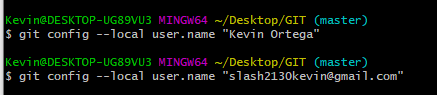 Kevin@DESKTOP-UG89VU3 MINGW64 ~/Desktop/GIT (master)
$ git config --local user.name "Kevin Ortega"
Kevin@DESKTOP-UG89VU3 MINGW64 ~/Desktop/GIT (master)
$ git config --local user.name "slash2130kevin@gmail.com"